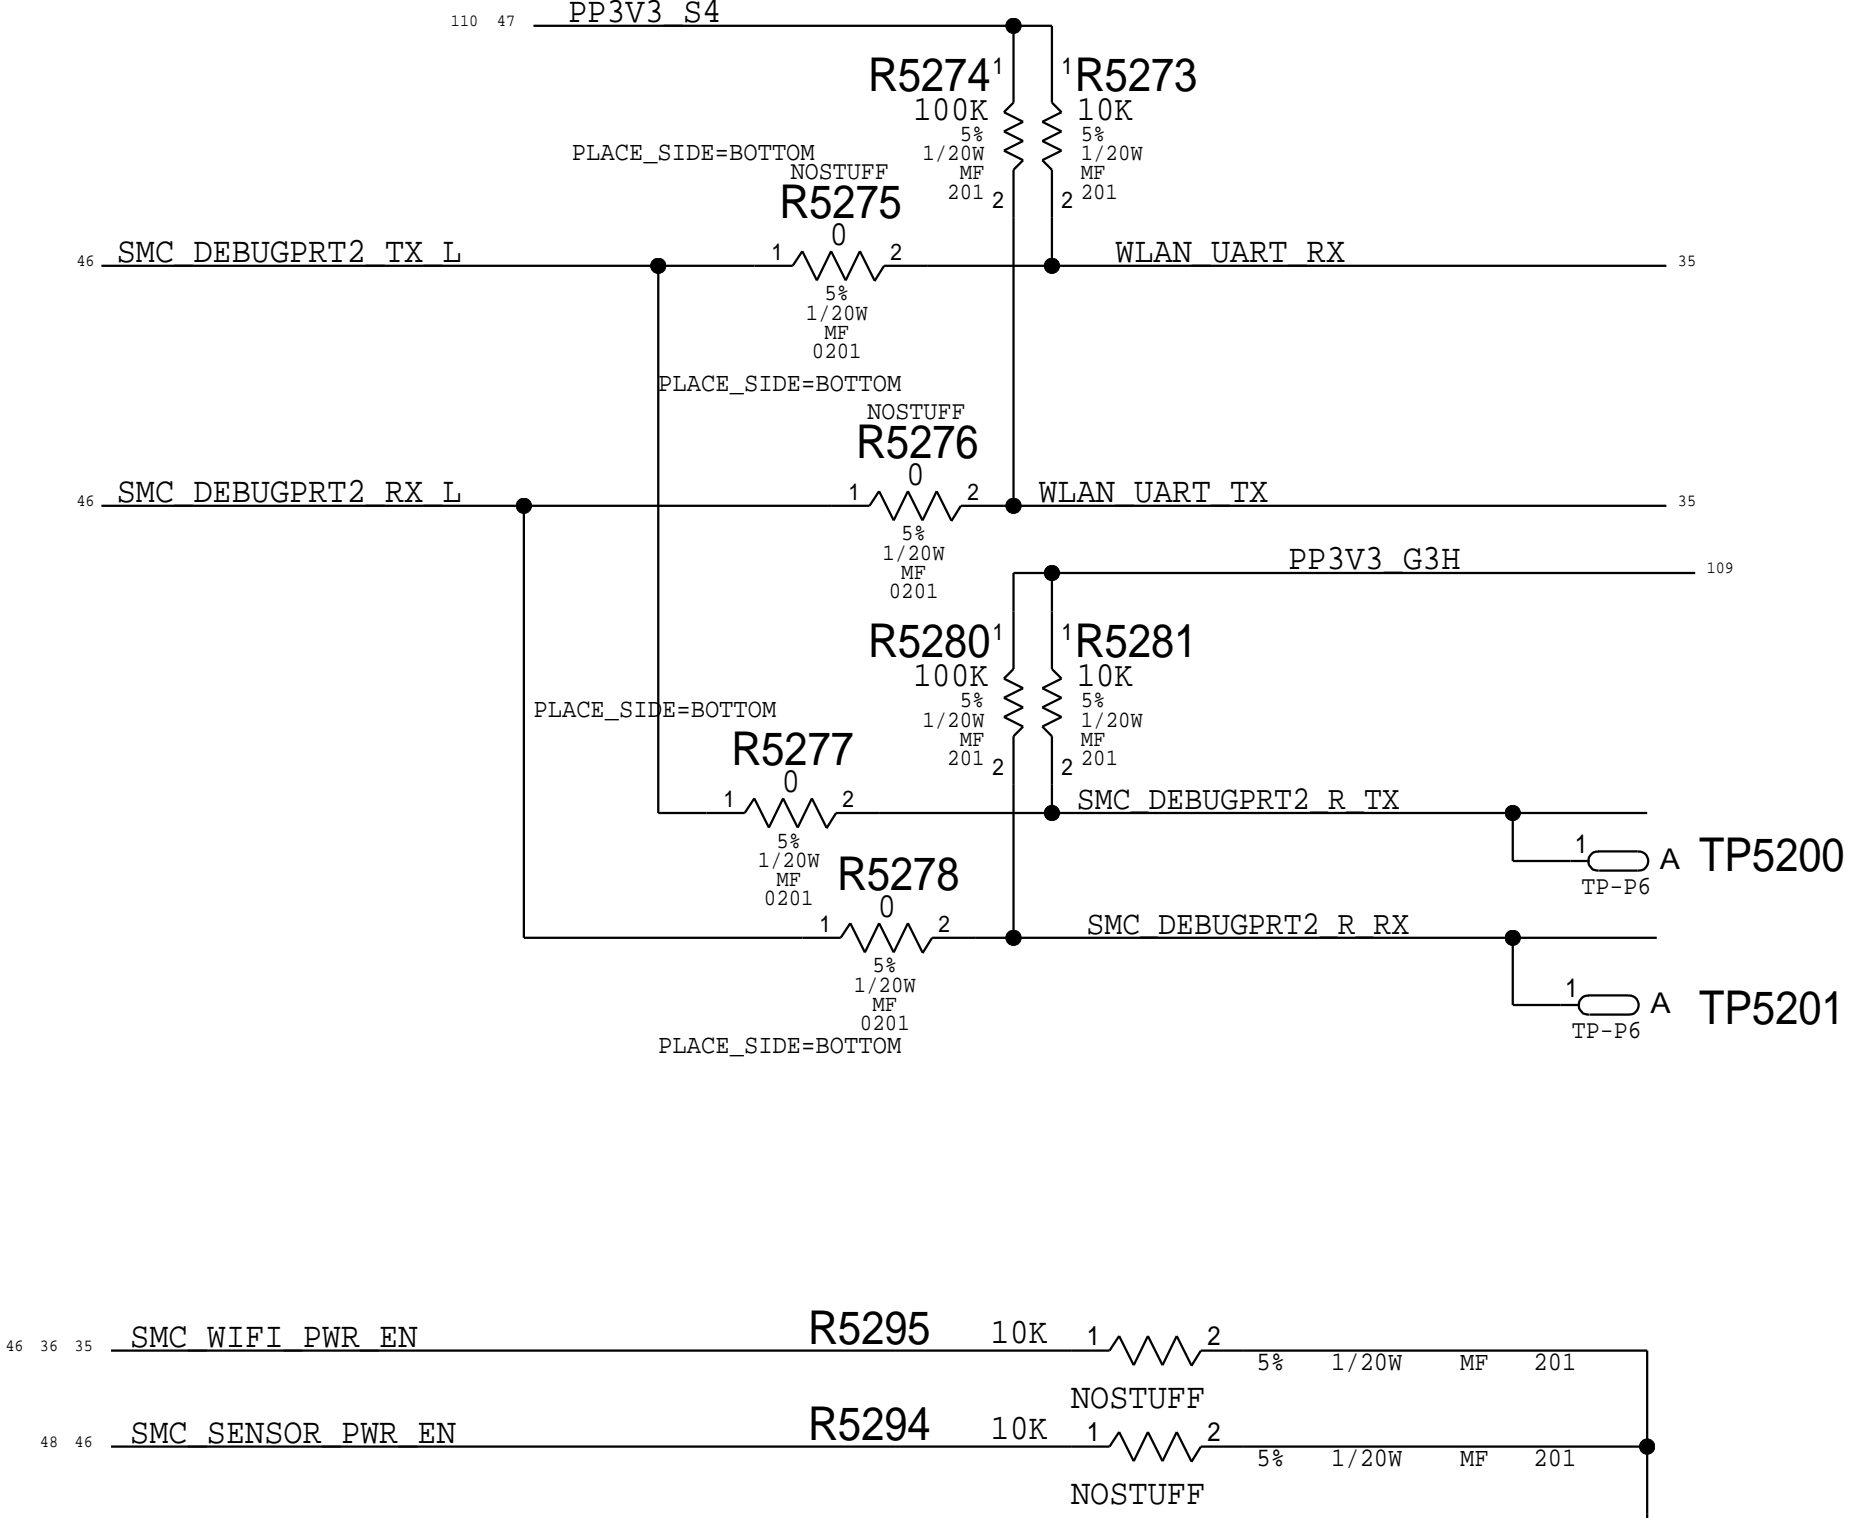 110 47 PP3V3_S4
R5274 1 1 R5273
100K 10K
5% 5%
PLACE_SIDE=BOTTOM 1/20W 1/20W
NOSTUFF MF MF
R5275 201 2 2 201
0
46 SMC_DEBUGPRT2_TX_L 1 2 WLAN_UART_RX 35
5%
1/20W
MF
0201
PLACE_SIDE=BOTTOM
NOSTUFF
R5276
0
46 SMC_DEBUGPRT2_RX_L 1 2 WLAN_UART_TX 35
5%
1/20W
PP3V3_G3H 109
MF
0201
R5280 1 1 R5281
100K 10K
5% 5%
PLACE_SIDE=BOTTOM 1/20W 1/20W
MF MF
R5277 201 2 2 201
0
1 2 SMC_DEBUGPRT2_R_TX
5%
1/20W
MF
0201
1 A TP5200
TP-P6
R5278
0
1 2 SMC_DEBUGPRT2_R_RX
5%
1/20W
MF
0201
PLACE_SIDE=BOTTOM
1 A TP5201
TP-P6
46 36 35 SMC_WIFI_PWR_EN R5295 10K 1 2 5% 1/20W MF 201
NOSTUFF
48 46 SMC_SENSOR_PWR_EN R5294 10K 1 2 5% 1/20W MF 201
NOSTUFF